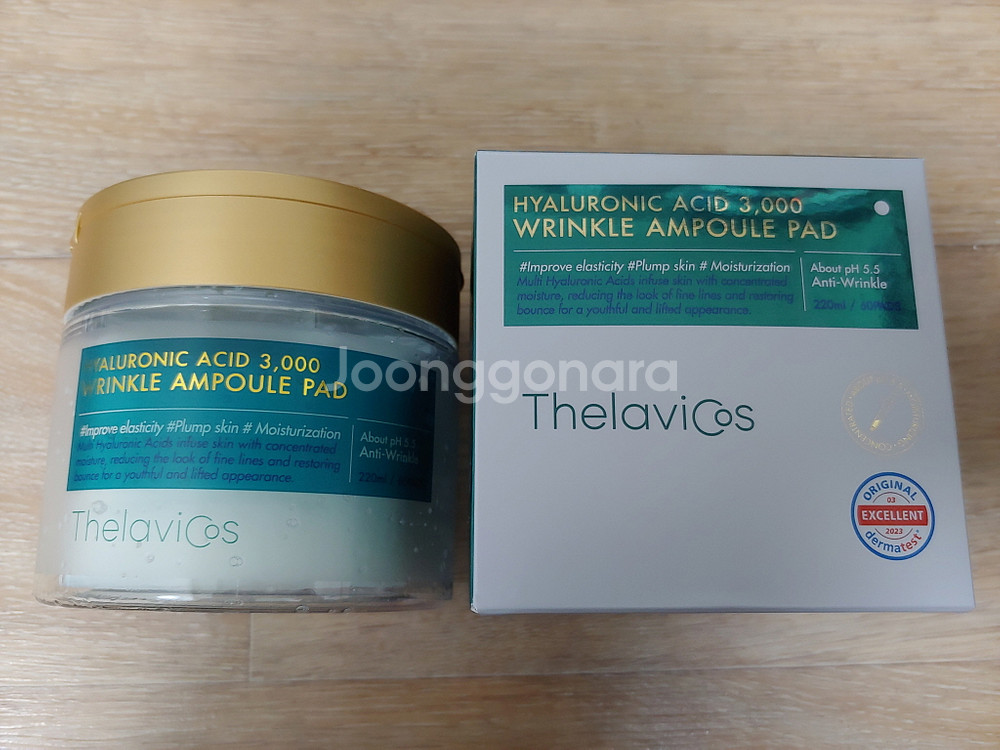 HYALURONIC ACID 3,000
WRINKLE AMPOULE PAD
#Improve elasticity #Plump skin # Moisturization
Multi Hyaluronic Acids infuse skin with concentrated
moisture, reducing the look of fine lines and restoring
bounce for a youthful and lifted appearance.
About pH 5.5
Anti-Wrinkle
220ml /
ThelaviCos
HYALURONIC ACID 3,000
WRINKLE AMPOULE PAD
#Improve elasticity #Plump skin # Moisturization
Multi Hyaluronic Acids infuse skin with concentrated
moisture, reducing the look of fine lines and restoring
bounce for a youthful and lifted appearance.
About pH 5.5
Anti-Wrinkle
220ml / 60PADS
ThelaviCos
ORIGINAL
03
EXCELLENT
2023
dermatest®
Joonggonara